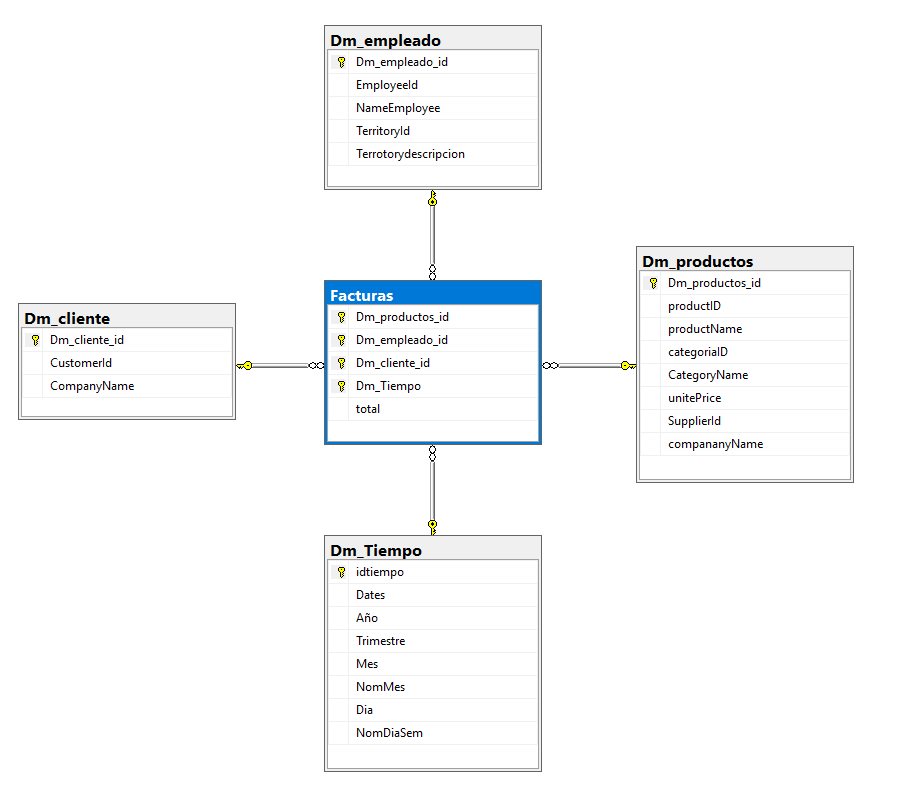 Dm_empleado
Dm_empleado_id
EmployeeId
NameEmployee
TerritoryId
Terrotorydescripcion
Dm_productos
Dm_productos_id
productID
productName
categoriaID
CategoryName
unitePrice
SupplierId
compananyName
Facturas
Dm_productos_id
Dm_empleado_id
Dm_cliente_id
Dm_Tiempo
total
Dm_cliente
Dm_cliente_id
CustomerId
CompanyName
Dm_Tiempo
idtiempo
Dates
Año
Trimestre
Mes
NomMes
Dia
NomDiaSem